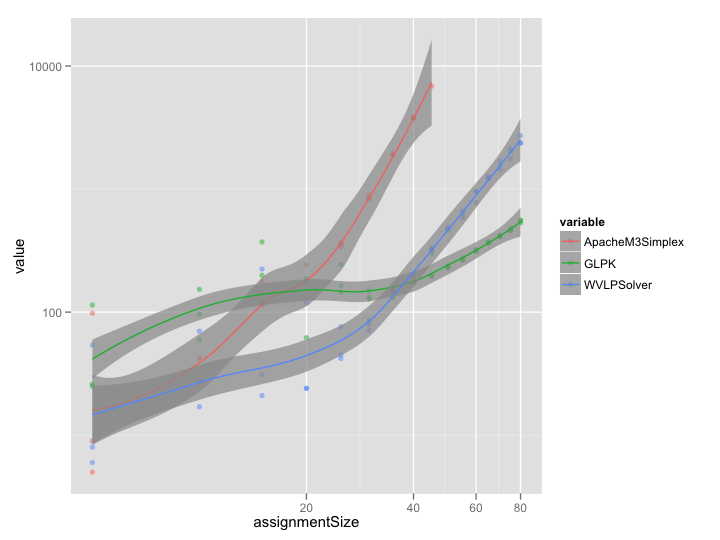 10000
100
value
20
40
60
80
assignmentSize
variable
ApacheM3Simplex
GLPK
WVLPSolver